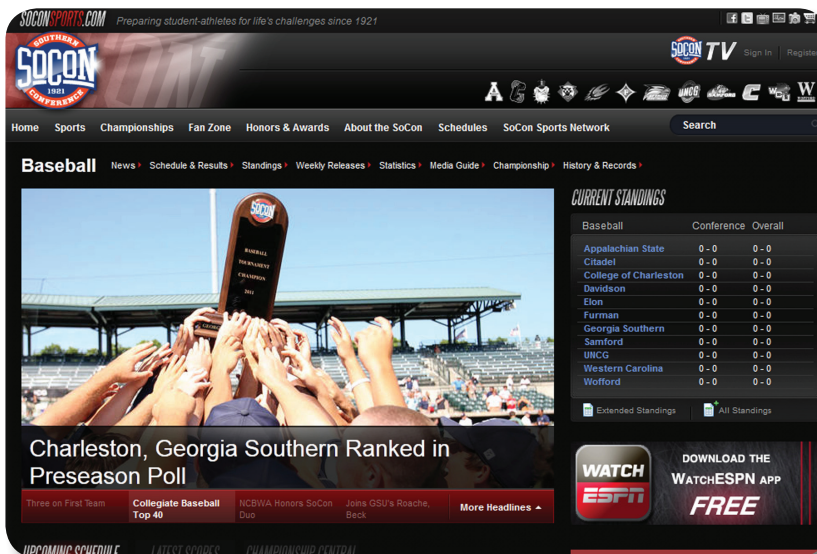 SOCONSPORTS.COM Preparing student-athletes for life's challenges since 1921
SOUTHERN
SOCON
1921
CONFERENCE
SOCON TV Sign In Register
Home Sports Championships Fan Zone Honors & Awards About the SoCon Schedules SoCon Sports Network Search
Baseball News Schedule & Results Standings Weekly Releases Statistics Media Guide Championship History & Records
SOCON
BASEBALL
TOURNAMENT
CHAMPION
2011
CURRENT STANDINGS
Baseball Conference Overall
Appalachian State 0 - 0 0 - 0
Citadel 0 - 0 0 - 0
College of Charleston 0 - 0 0 - 0
Davidson 0 - 0 0 - 0
Elon 0 - 0 0 - 0
Furman 0 - 0 0 - 0
Georgia Southern 0 - 0 0 - 0
Samford 0 - 0 0 - 0
UNCG 0 - 0 0 - 0
Western Carolina 0 - 0 0 - 0
Wofford 0 - 0 0 - 0
Extended Standings All Standings
Charleston, Georgia Southern Ranked in
Preseason Poll
Three on First Team
Collegiate Baseball
Top 40
NCBWA Honors SoCon
Duo
Joins GSU's Roache,
Beck
More Headlines
WATCH
ESPN
DOWNLOAD THE
WATCHESPN APP
FREE
UPCOMING SCHEDULE LATEST SCORES CHAMPIONSHIP CENTRAL